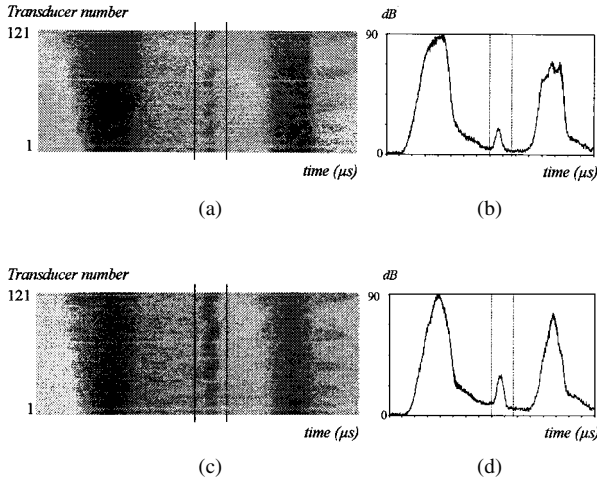 Transducer number
121
1
time (μs)
(a)
dB
90
0
time (μs)
(b)
Transducer number
121
1
time (μs)
(c)
dB
90
0
time (μs)
(d)